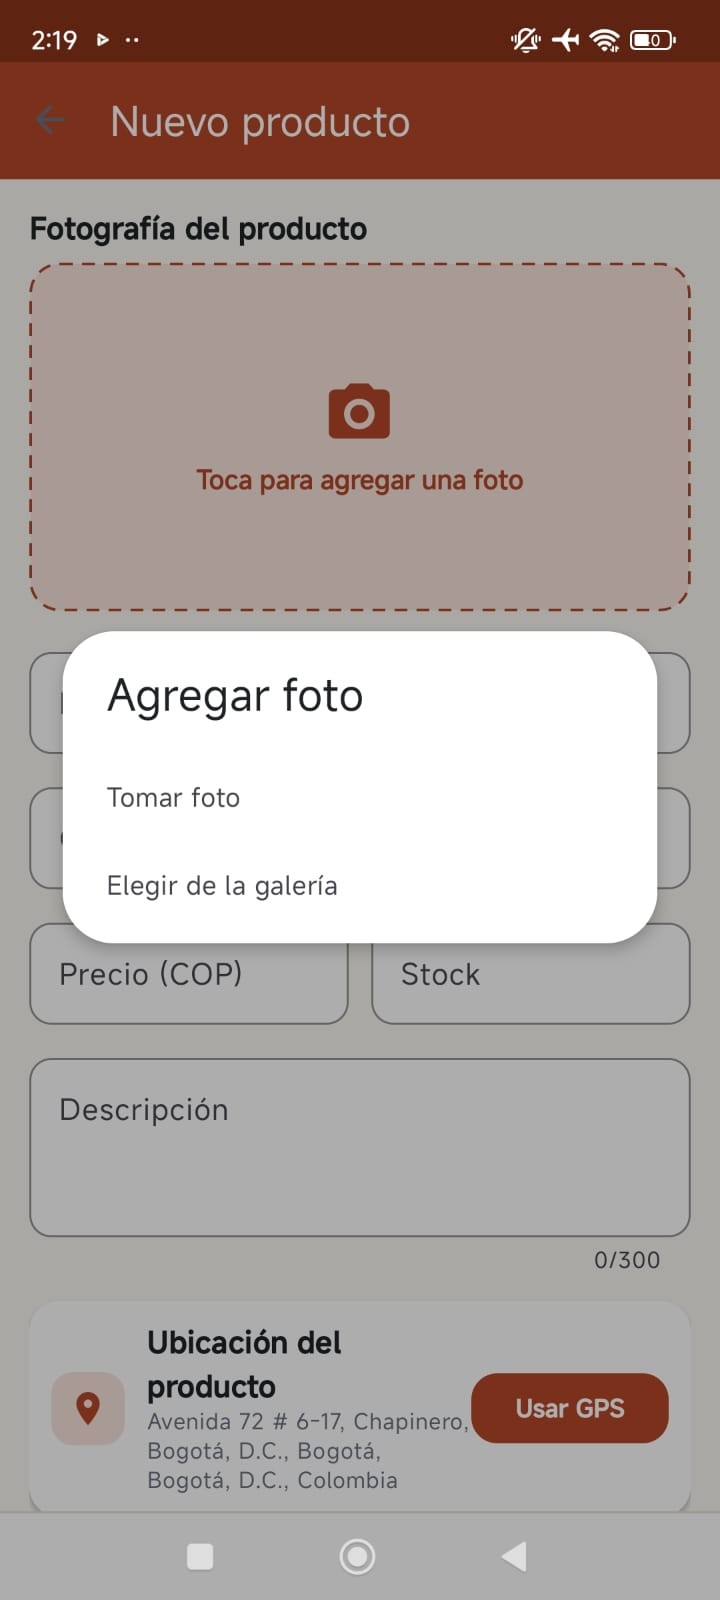 2:19
Nuevo producto
Fotografía del producto
Toca para agregar una foto
Agregar foto
Tomar foto
Elegir de la galería
Precio (COP)
Stock
Descripción
0/300
Ubicación del
producto
Avenida 72 # 6-17, Chapinero,
Bogotá, D.C., Bogotá,
Bogotá, D.C., Colombia
Usar GPS
0